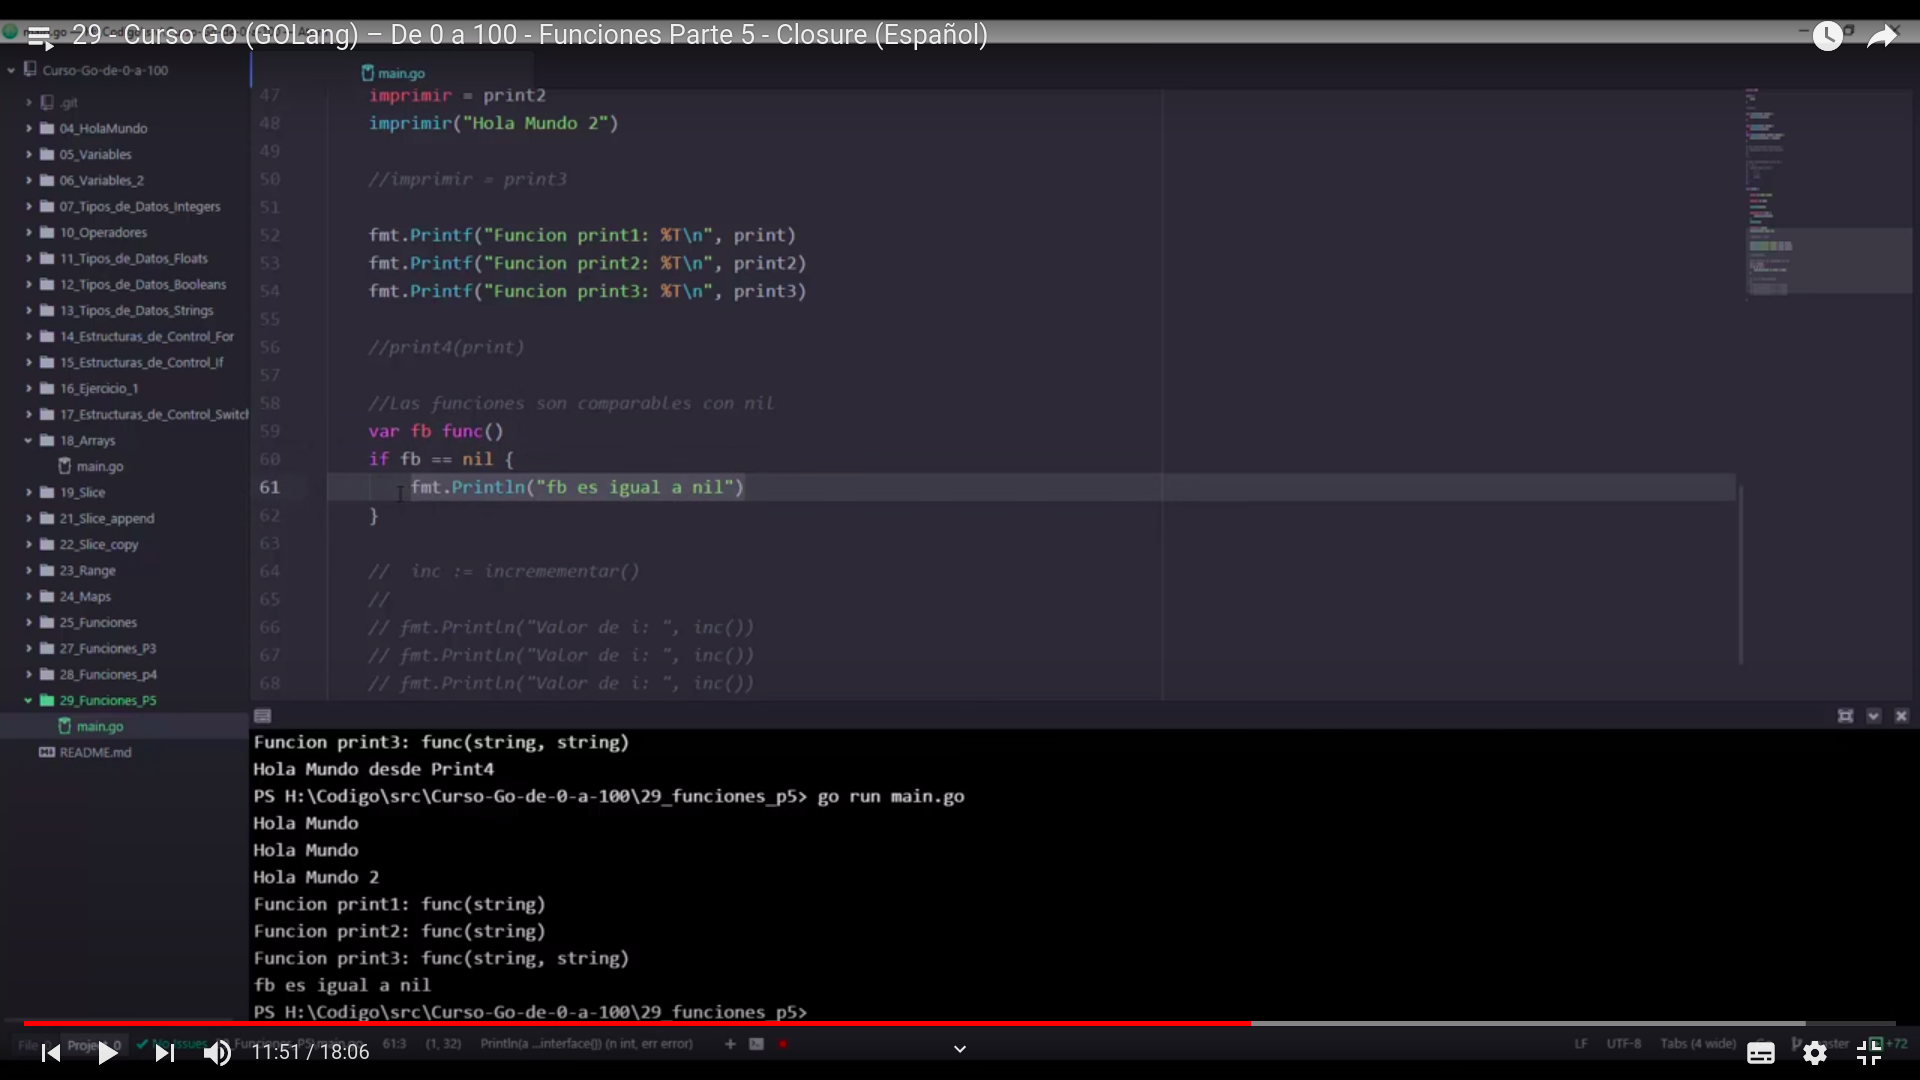 29 - Curso GO (GOLang) – De 0 a 100 - Funciones Parte 5 - Closure (Español)
Curso-Go-de-0-a-100
.git
04_HolaMundo
05_Variables
06_Variables_2
07_Tipos_de_Datos_Integers
10_Operadores
11_Tipos_de_Datos_Floats
12_Tipos_de_Datos_Booleans
13_Tipos_de_Datos_Strings
14_Estructuras_de_Control_For
15_Estructuras_de_Control_If
16_Ejercicio_1
17_Estructuras_de_Control_Switch
18_Arrays
main.go
19_Slice
21_Slice_append
22_Slice_copy
23_Range
24_Maps
25_Funciones
27_Funciones_P3
28_Funciones_p4
29_Funciones_P5
main.go
README.md
main.go
47 imprimir = print2
48 imprimir("Hola Mundo 2")
49
50 //imprimir = print3
51
52 fmt.Printf("Funcion print1: %T\n", print)
53 fmt.Printf("Funcion print2: %T\n", print2)
54 fmt.Printf("Funcion print3: %T\n", print3)
55
56 //print4(print)
57
58 //Las funciones son comparables con nil
59 var fb func()
60 if fb == nil {
61 fmt.Println("fb es igual a nil")
62 }
63
64 // inc := incremementar()
65 //
66 // fmt.Println("Valor de i: ", inc())
67 // fmt.Println("Valor de i: ", inc())
68 // fmt.Println("Valor de i: ", inc())
Funcion print3: func(string, string)
Hola Mundo desde Print4
PS H:\Codigo\src\Curso-Go-de-0-a-100\29_funciones_p5> go run main.go
Hola Mundo
Hola Mundo
Hola Mundo 2
Funcion print1: func(string)
Funcion print2: func(string)
Funcion print3: func(string, string)
fb es igual a nil
PS H:\Codigo\src\Curso-Go-de-0-a-100\29_funciones_p5>
File 0 Project 0 No Issues
11:51 / 18:06
61:3 (1, 32) Println(a ...interface{}) (n int, err error)
LF UTF-8 Tabs (4 wide) master +72